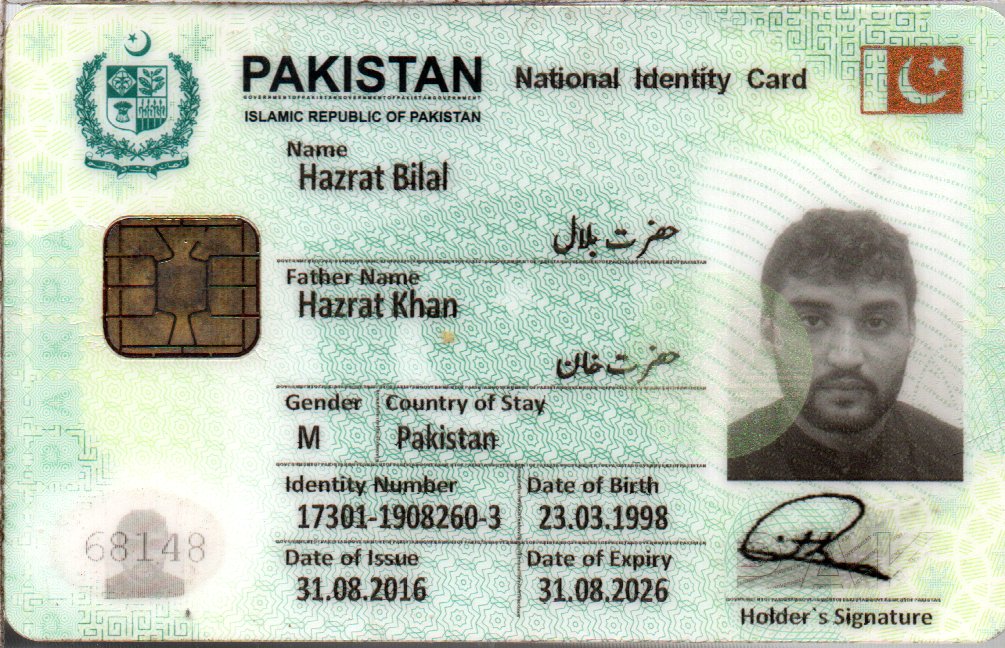 PAKISTAN National Identity Card
ISLAMIC REPUBLIC OF PAKISTAN
Name
Hazrat Bilal
حضرت بلال
Father Name
Hazrat Khan
حضرت خان
Gender Country of Stay
M Pakistan
Identity Number Date of Birth
17301-1908260-3 23.03.1998
Date of Issue Date of Expiry
31.08.2016 31.08.2026
68148
Holder`s Signature